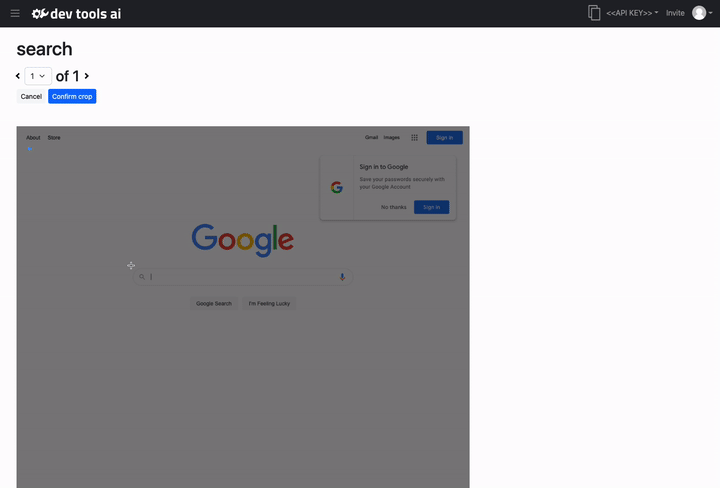 dev tools ai <<API KEY>> Invite
search
1 of 1
Cancel Confirm crop
About Store Gmail Images Sign in
Sign in to Google
Save your passwords securely with
your Google Account
No thanks Sign in
Google
Google Search I'm Feeling Lucky